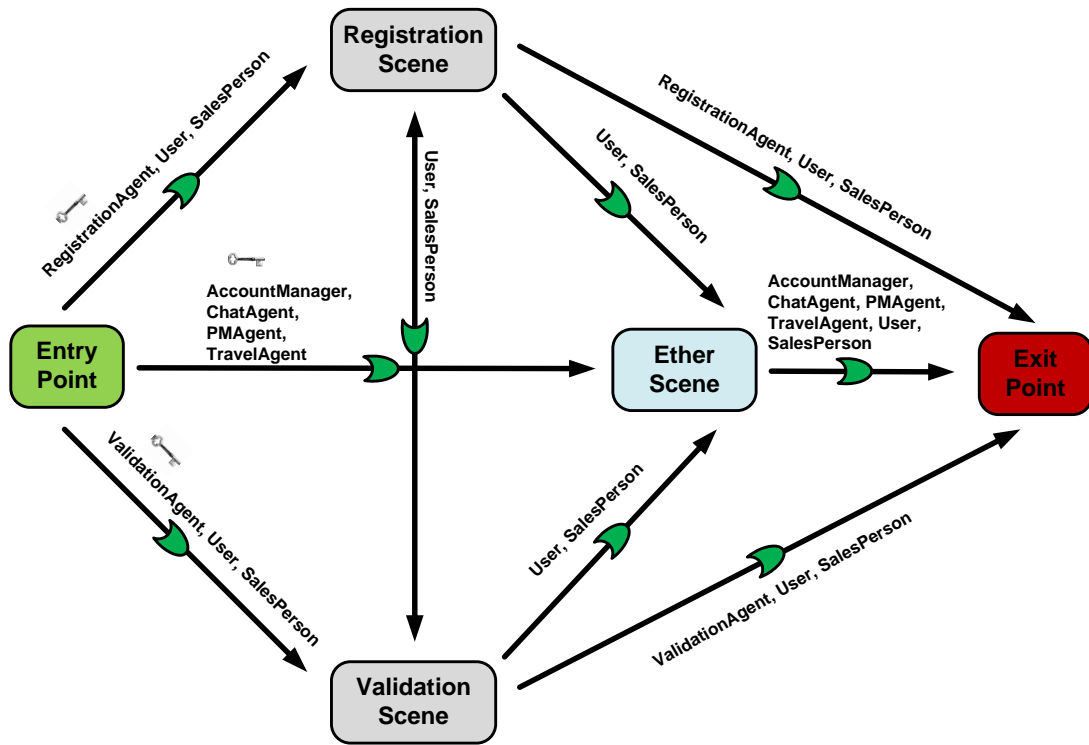 Registration
Scene
RegistrationAgent, User, SalesPerson
RegistrationAgent, User, SalesPerson
User, SalesPerson
User, SalesPerson
AccountManager,
ChatAgent,
PMAgent,
TravelAgent
AccountManager,
ChatAgent, PMAgent,
TravelAgent, User,
SalesPerson
Entry
Point
Ether
Scene
Exit
Point
ValidationAgent, User, SalesPerson
User, SalesPerson
ValidationAgent, User, SalesPerson
Validation
Scene